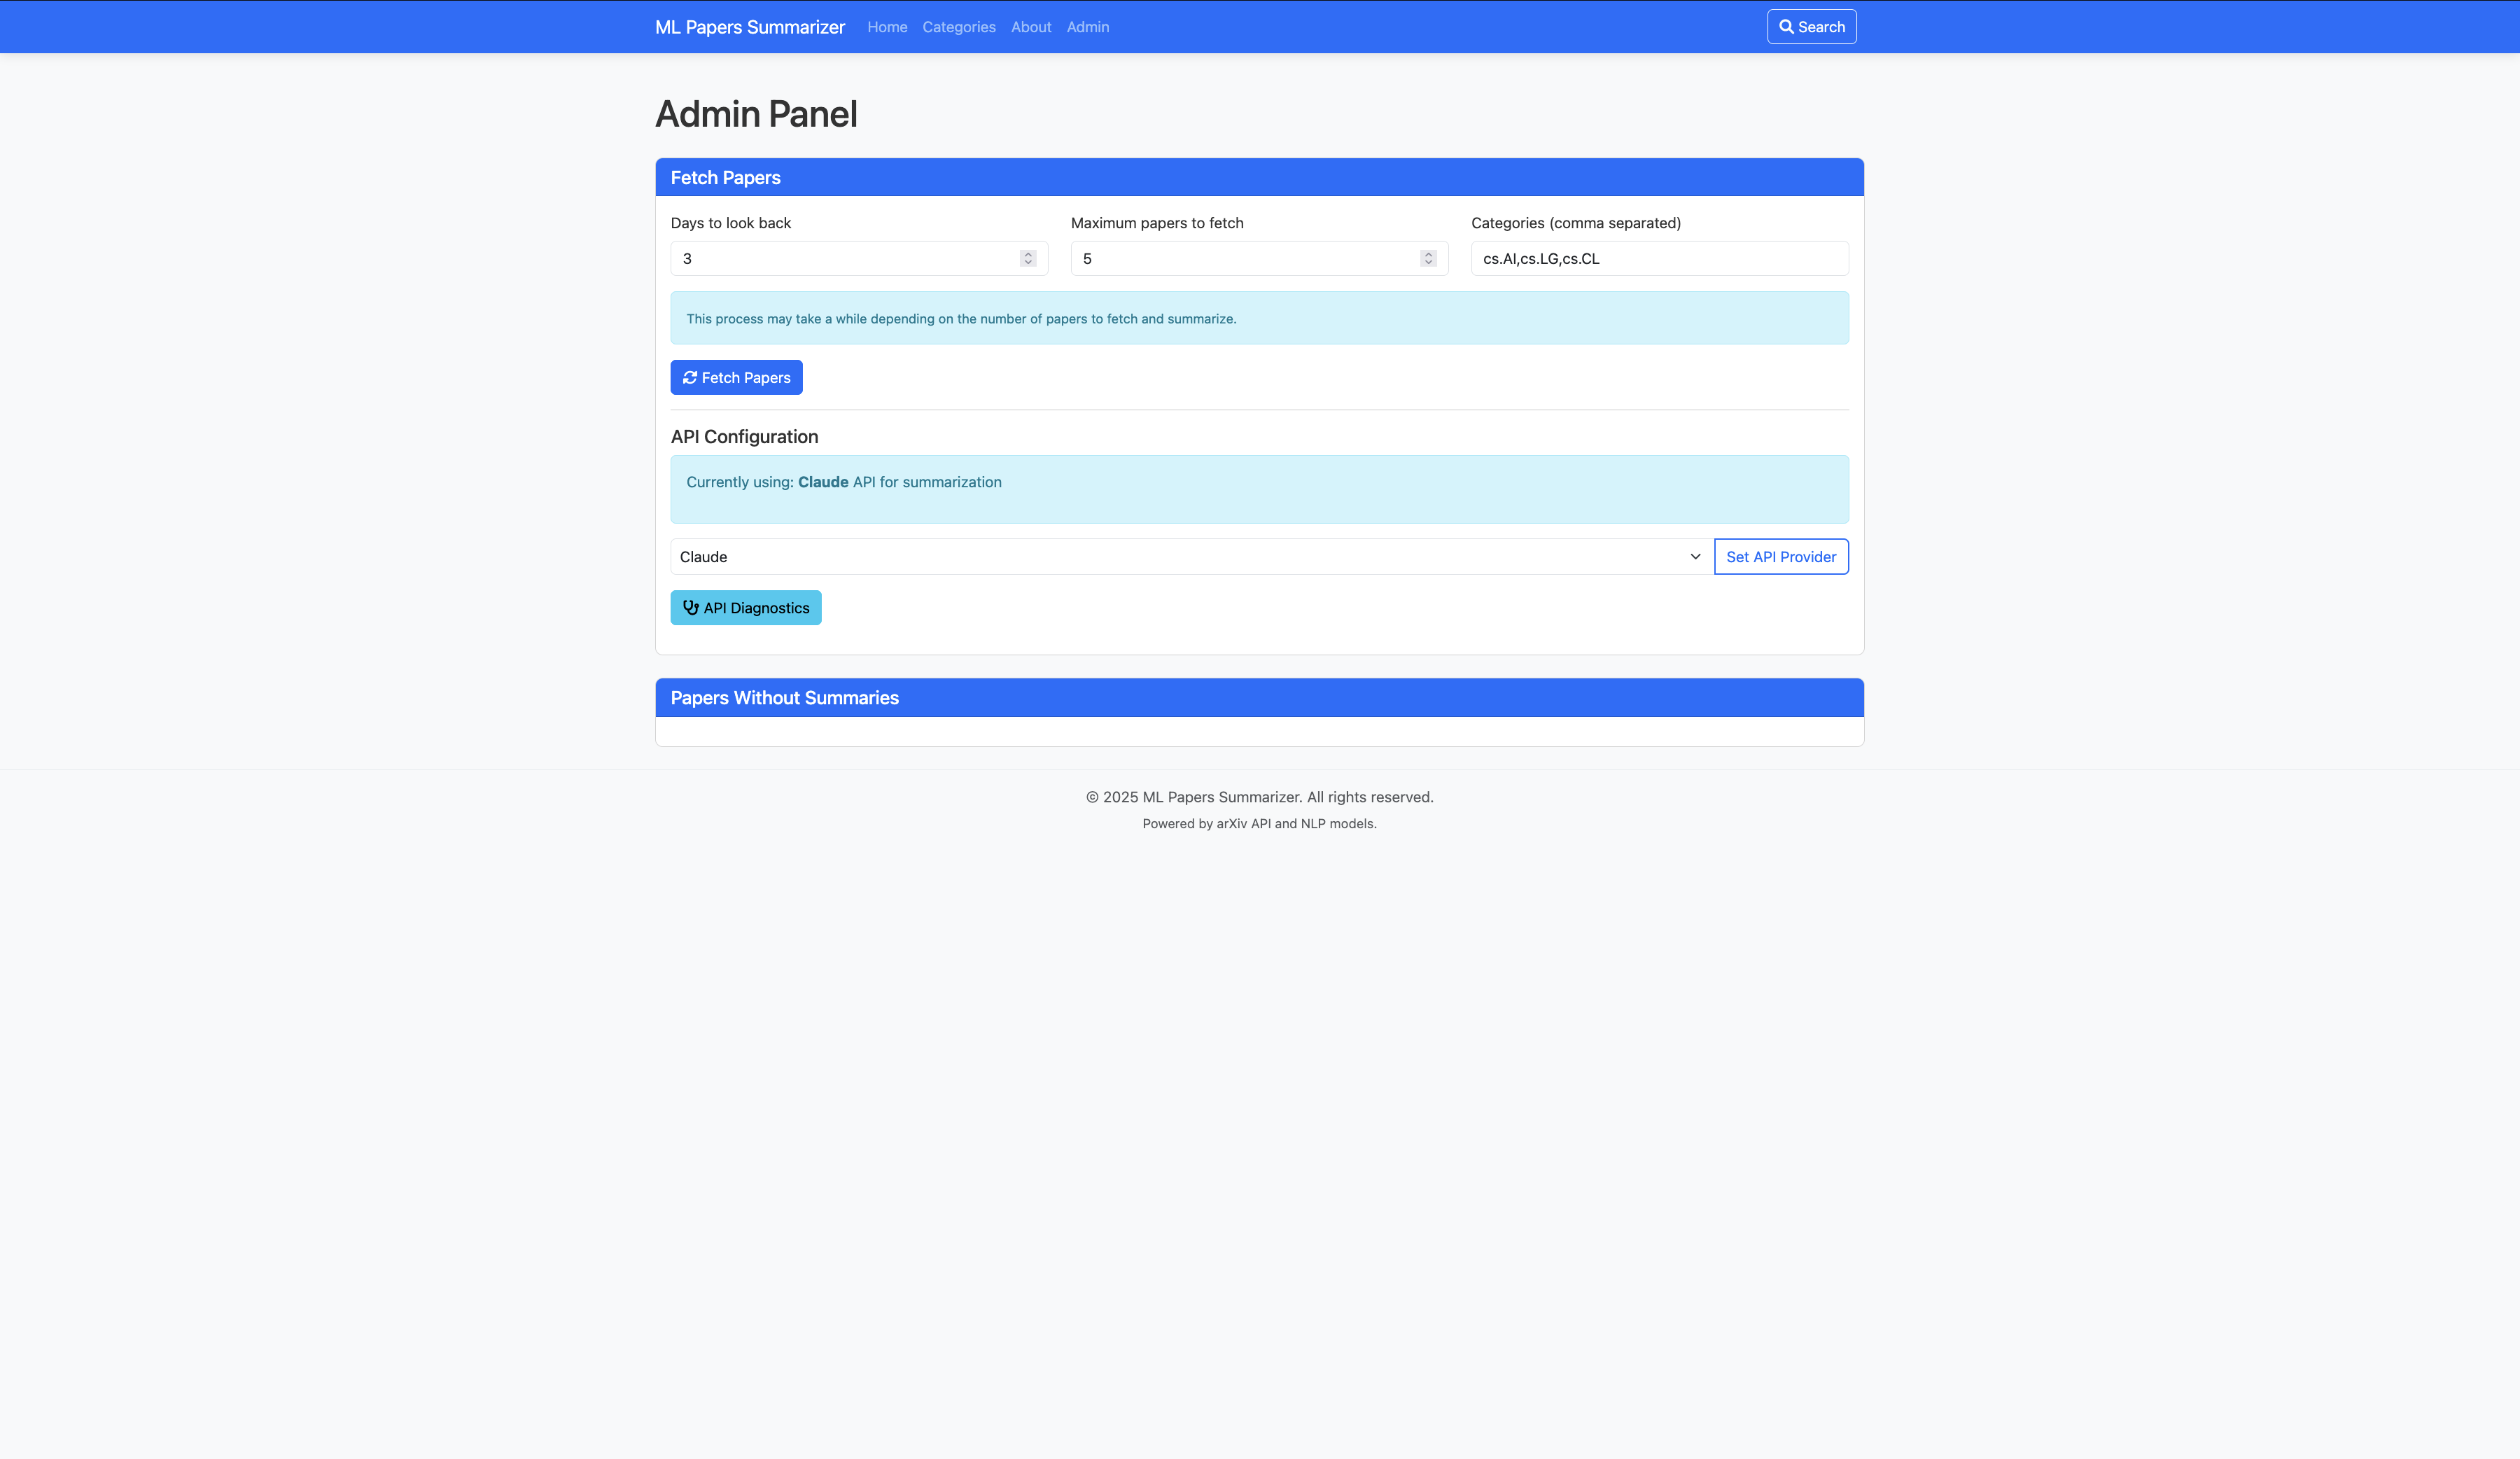 ML Papers Summarizer Home Categories About Admin Search
Admin Panel
Fetch Papers
Days to look back Maximum papers to fetch Categories (comma separated)
3 5 cs.AI,cs.LG,cs.CL
This process may take a while depending on the number of papers to fetch and summarize.
Fetch Papers
API Configuration
Currently using: Claude API for summarization
Claude Set API Provider
API Diagnostics
Papers Without Summaries
© 2025 ML Papers Summarizer. All rights reserved.
Powered by arXiv API and NLP models.